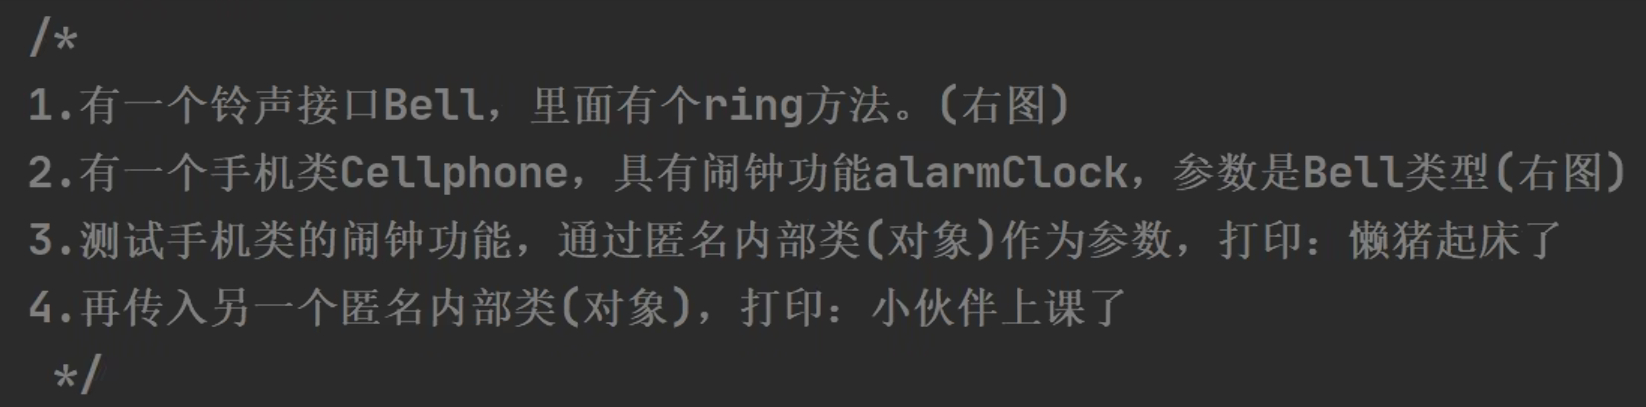 /*
1.有一个铃声接口Bell，里面有个ring方法。(右图)
2.有一个手机类Cellphone，具有闹钟功能alarmClock，参数是Bell类型(右图)
3.测试手机类的闹钟功能，通过匿名内部类(对象)作为参数，打印：懒猪起床了
4.再传入另一个匿名内部类(对象)，打印：小伙伴上课了
*/